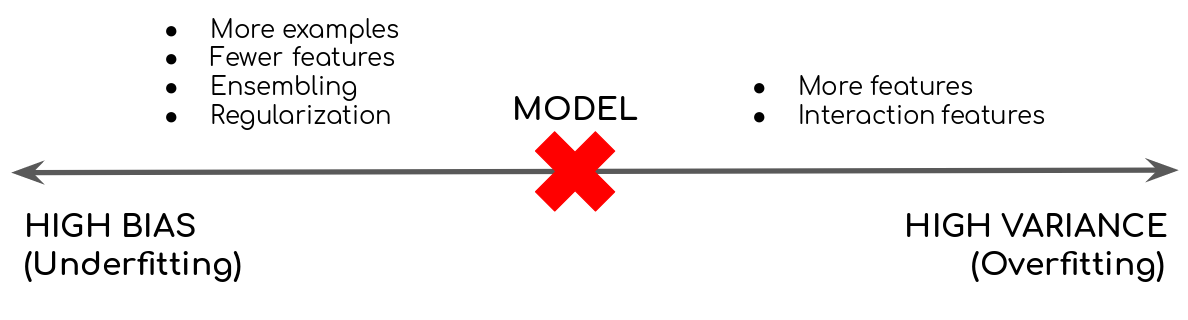 ● More examples
● Fewer features
● Ensembling
● Regularization
MODEL
● More features
● Interaction features
HIGH BIAS
(Underfitting)
HIGH VARIANCE
(Overfitting)